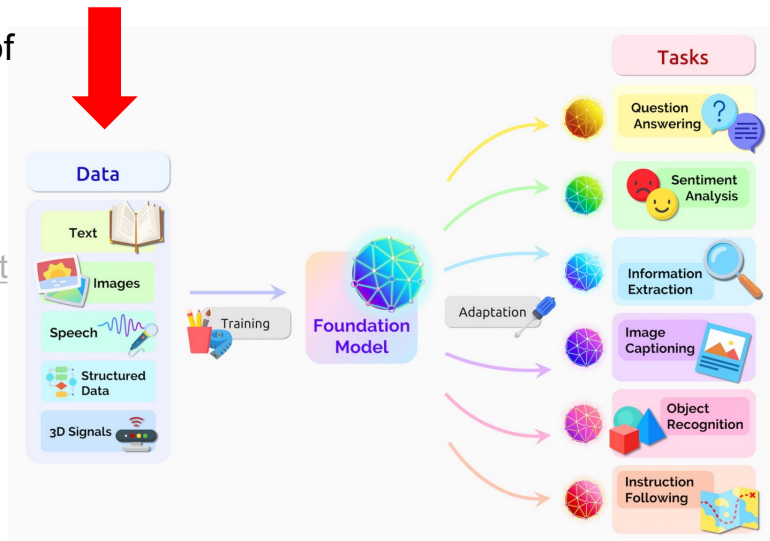 of
t
Data
Text
Images
Speech
Structured
Data
3D Signals
Training
Foundation
Model
Adaptation
Tasks
Question
Answering
?
Sentiment
Analysis
Information
Extraction
Image
Captioning
Object
Recognition
Instruction
Following